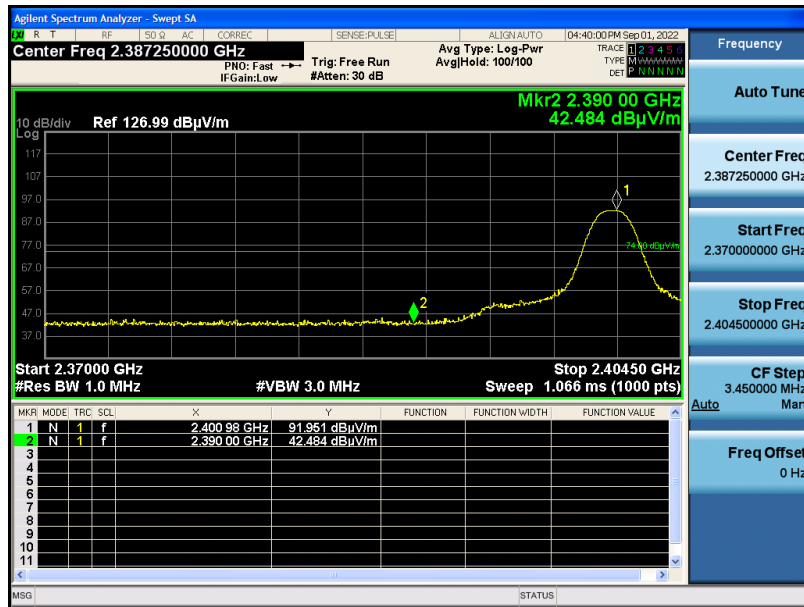 Agilent Spectrum Analyzer - Swept SA
LXI R T RF 50 Ω AC CORREC SENSE:PULSE ALIGN AUTO 04:40:00 PM Sep 01, 2022
Center Freq 2.387250000 GHz
PNO: Fast
IFGain:Low
Trig: Free Run
#Atten: 30 dB
Avg Type: Log-Pwr
Avg|Hold: 100/100
TRACE 1 2 3 4 5 6
TYPE M WWWWW
DET P N N N N N
Mkr2 2.390 00 GHz
42.484 dBµV/m
10 dB/div Ref 126.99 dBµV/m
Log
117
107
97.0
87.0
77.0
67.0
57.0
47.0
37.0
1
74.00 dBµV/m
2
Start 2.37000 GHz Stop 2.40450 GHz
#Res BW 1.0 MHz #VBW 3.0 MHz Sweep 1.066 ms (1000 pts)
MKR MODE TRC SCL X Y FUNCTION FUNCTION WIDTH FUNCTION VALUE
1 N 1 f 2.400 98 GHz 91.951 dBµV/m
2 N 1 f 2.390 00 GHz 42.484 dBµV/m
3
4
5
6
7
8
9
10
11
MSG STATUS
Frequency
Auto Tune
Center Freq
2.387250000 GHz
Start Freq
2.370000000 GHz
Stop Freq
2.404500000 GHz
CF Step
3.450000 MHz
Auto Man
Freq Offset
0 Hz